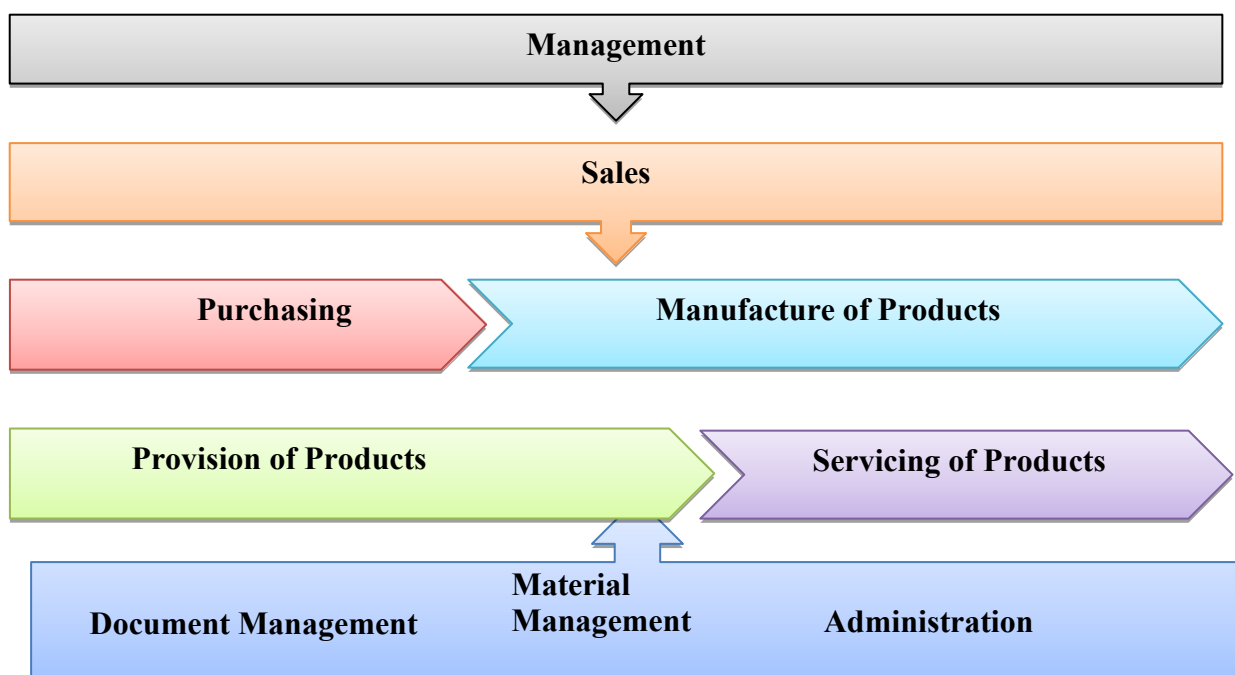 Management
Sales
Purchasing
Manufacture of Products
Provision of Products
Servicing of Products
Document Management
Material
Management
Administration